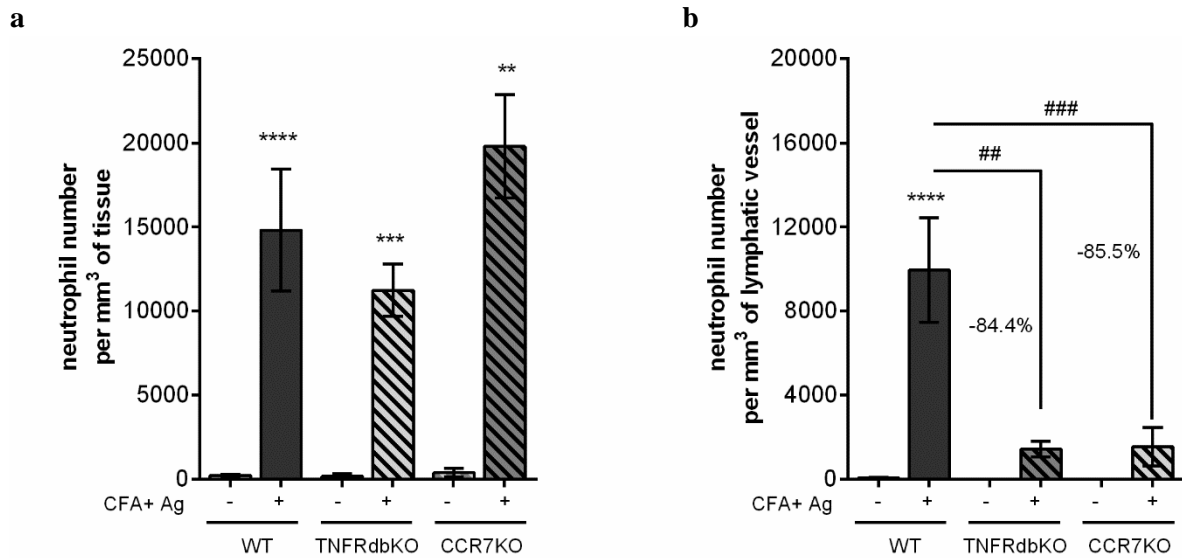 a
neutrophil number
per mm³ of tissue
25000
20000
15000
10000
5000
0
****
***
**
CFA+ Ag - + - + - +
WT TNFRdbKO CCR7KO
b
neutrophil number
per mm³ of lymphatic vessel
20000
16000
12000
8000
4000
0
###
##
****
-85.5%
-84.4%
CFA+ Ag - + - + - +
WT TNFRdbKO CCR7KO